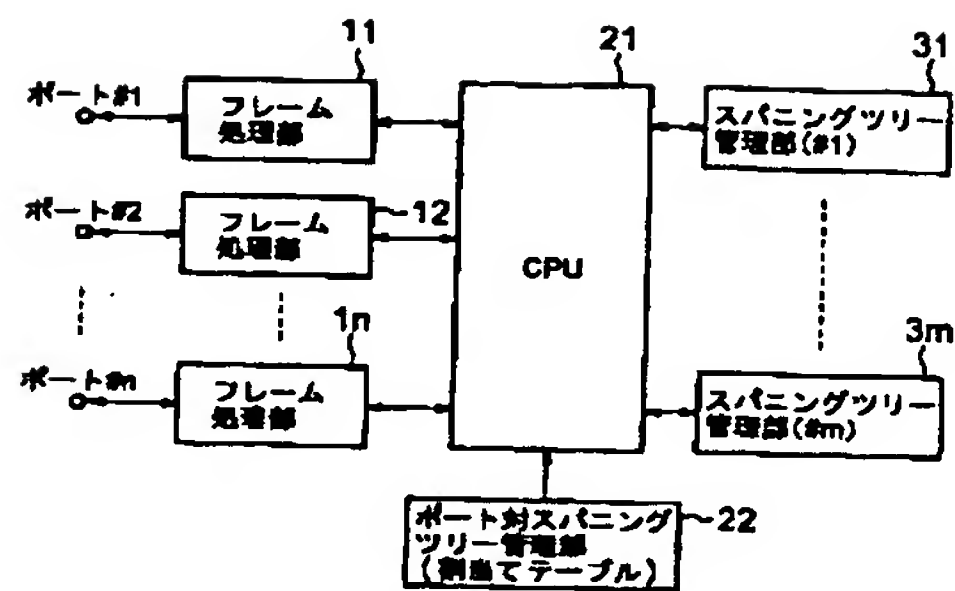 11
21
31
ポート#1
フレーム
処理部
スパニングツリー
管理部(#1)
ポート#2
フレーム
処理部
12
CPU
1n
3m
ポート#n
フレーム
処理部
スパニングツリー
管理部(#m)
ポート対スパニング
ツリー管理部
(割当てテーブル)
22